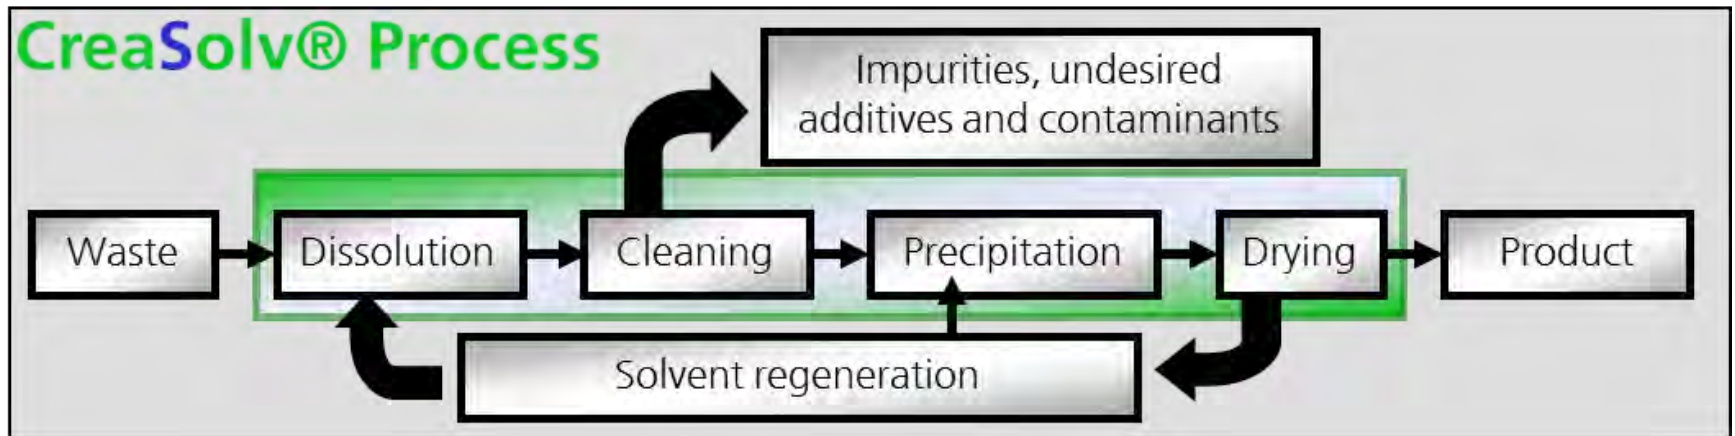 CreaSolv® Process
Impurities, undesired
additives and contaminants
Waste
Dissolution
Cleaning
Precipitation
Drying
Product
Solvent regeneration